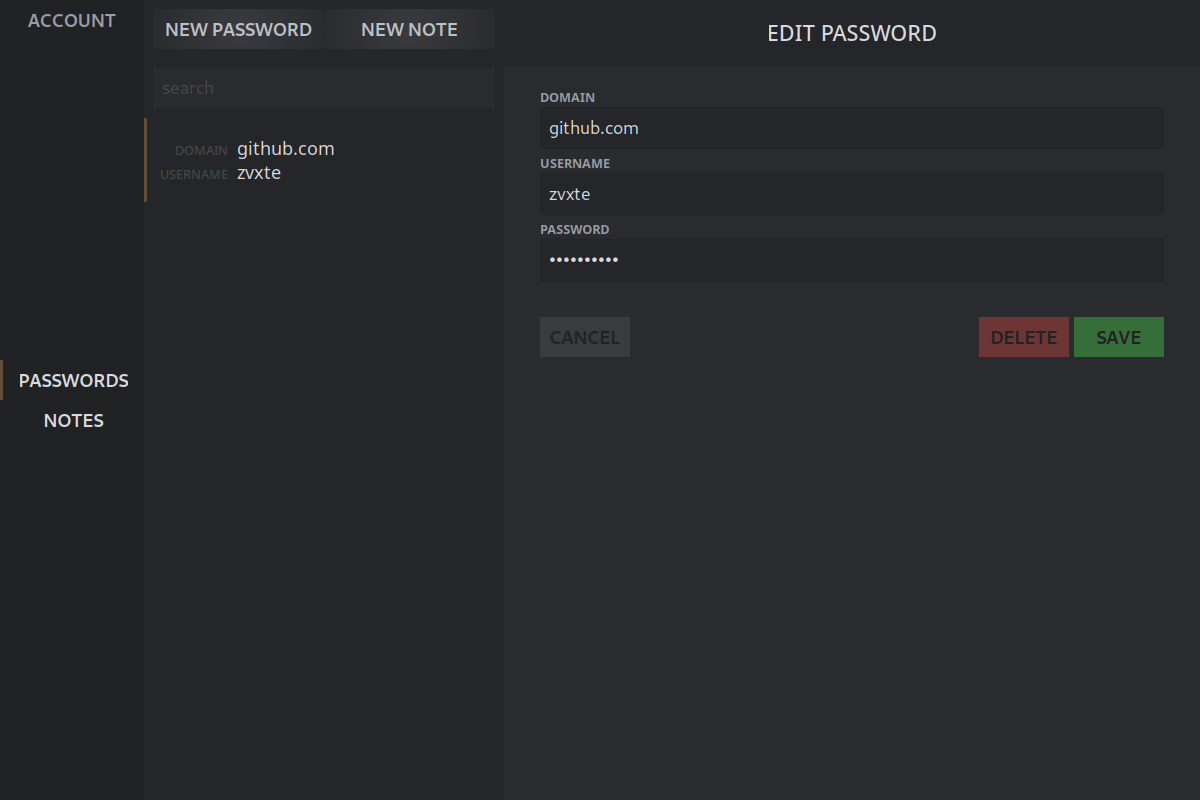 ACCOUNT
PASSWORDS
NOTES
NEW PASSWORD
NEW NOTE
search
DOMAIN github.com
USERNAME zvxte
EDIT PASSWORD
DOMAIN
github.com
USERNAME
zvxte
PASSWORD
••••••••••
CANCEL
DELETE
SAVE